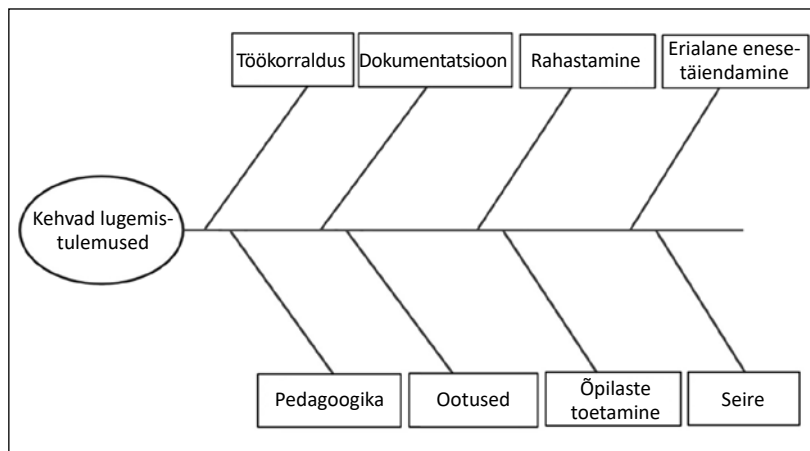 Töökorraldus
Dokumentatsioon
Rahastamine
Erialane enese-
täiendamine
Kehvad lugemis-
tulemused
Pedagoogika
Ootused
Õpilaste
toetamine
Seire